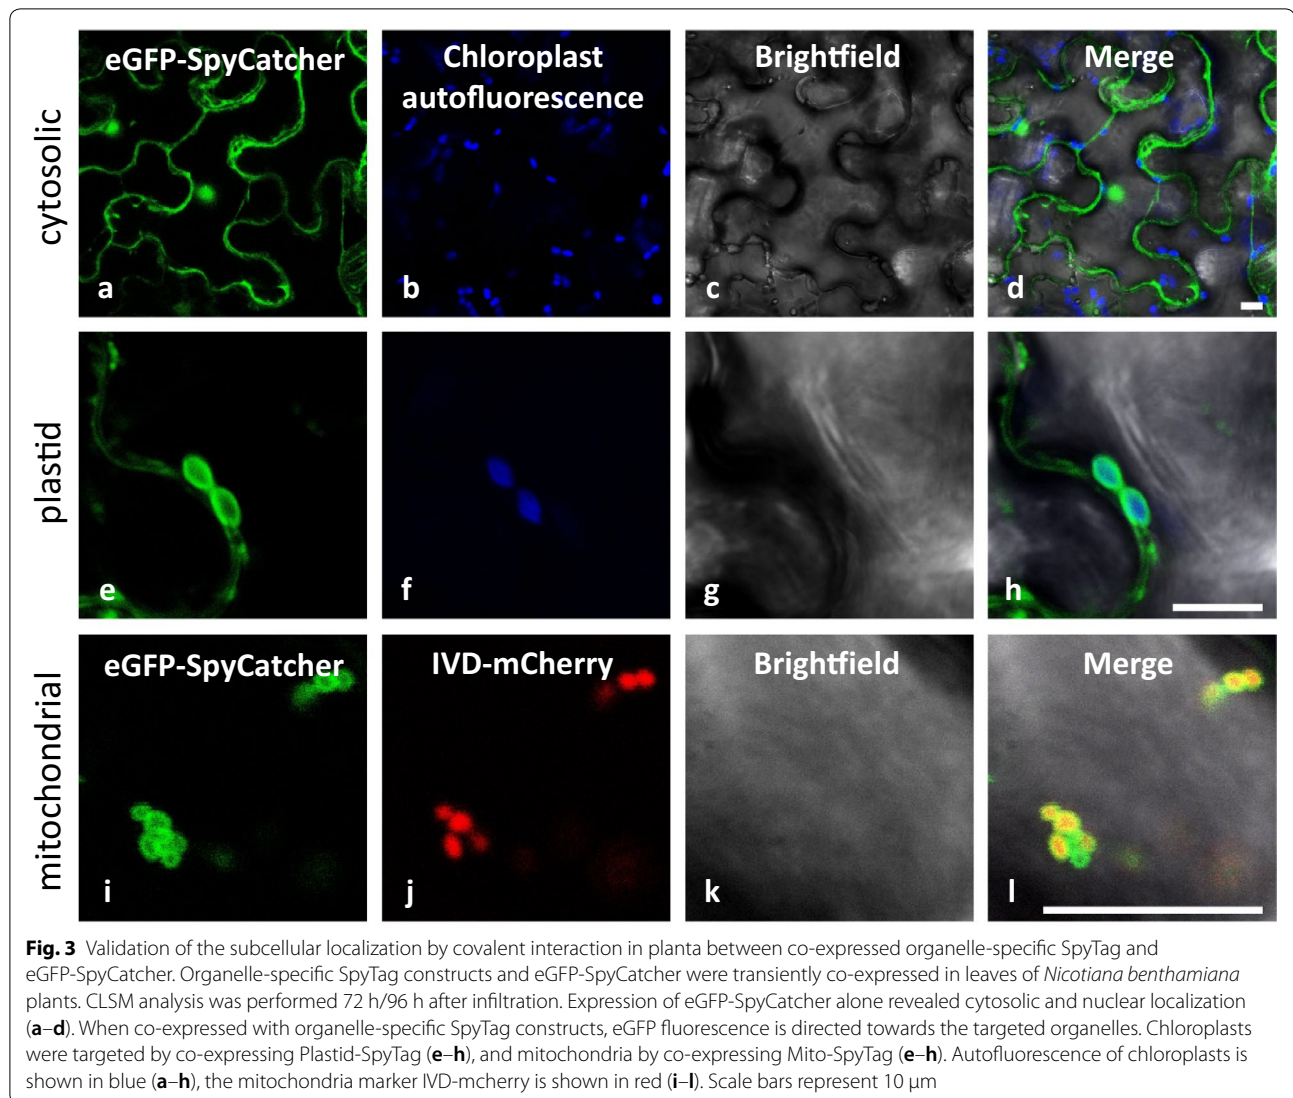 eGFP-SpyCatcher
Chloroplast
autofluorescence
Brightfield
Merge
cytosolic
a
b
c
d
plastid
e
f
g
h
eGFP-SpyCatcher
IVD-mCherry
Brightfield
Merge
mitochondrial
i
j
k
l
Fig. 3 Validation of the subcellular localization by covalent interaction in planta between co-expressed organelle-specific SpyTag and
eGFP-SpyCatcher. Organelle-specific SpyTag constructs and eGFP-SpyCatcher were transiently co-expressed in leaves of Nicotiana benthamiana
plants. CLSM analysis was performed 72 h/96 h after infiltration. Expression of eGFP-SpyCatcher alone revealed cytosolic and nuclear localization
(a–d). When co-expressed with organelle-specific SpyTag constructs, eGFP fluorescence is directed towards the targeted organelles. Chloroplasts
were targeted by co-expressing Plastid-SpyTag (e–h), and mitochondria by co-expressing Mito-SpyTag (e–h). Autofluorescence of chloroplasts is
shown in blue (a–h), the mitochondria marker IVD-mcherry is shown in red (i–l). Scale bars represent 10 µm